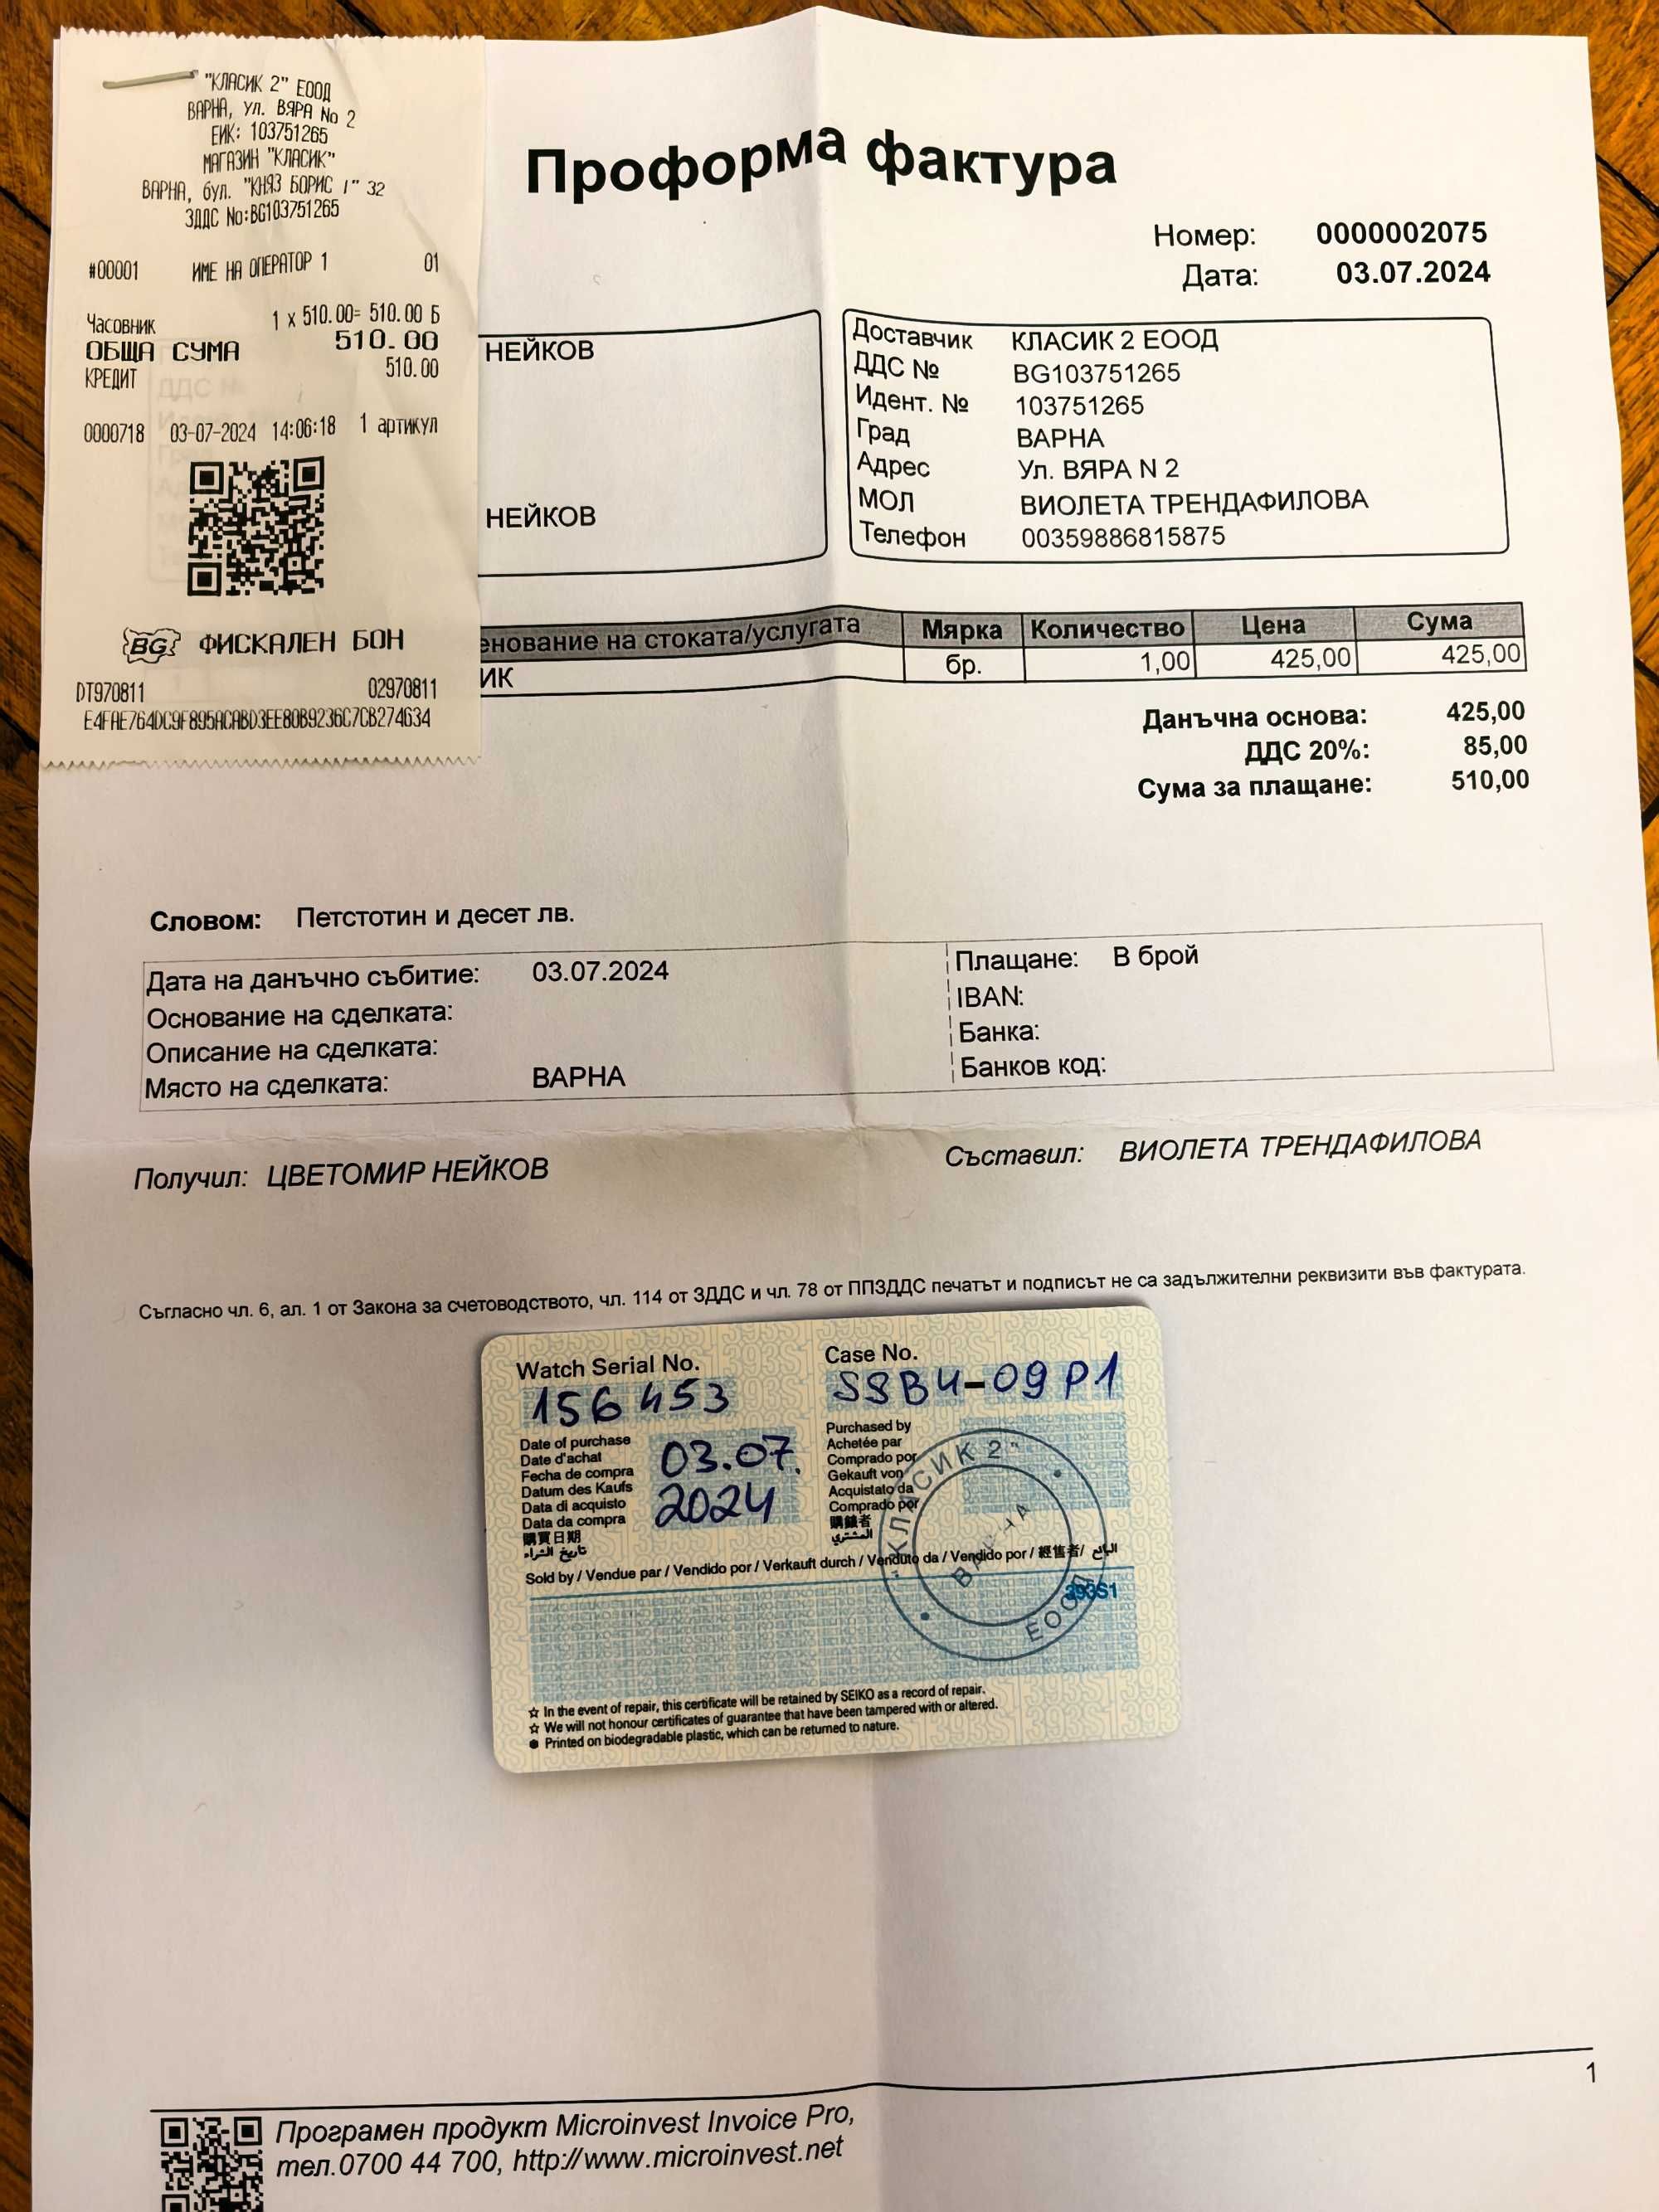 "КЛАСИК 2" ЕООД
ВАРНА, ул. ВЯРА No 2
ЕИК: 103751265
МАГАЗИН "КЛАСИК"
ВАРНА, бул. "КНЯЗ БОРИС I" 32
ЗДДС No:BG103751265
#00001 ИМЕ НА ОПЕРАТОР 1 01
Часовник 1 x 510.00= 510.00 Б
ОБЩА СУМА 510.00
КРЕДИТ 510.00
0000718 03-07-2024 14:06:18 1 артикул
BG ФИСКАЛЕН БОН
DT970811 02970811
E4FAE764DC9F895ACABD3EE80B9236C7CB274634
Проформа фактура
Номер: 0000002075
Дата: 03.07.2024
НЕЙКОВ
НЕЙКОВ
Доставчик КЛАСИК 2 ЕООД
ДДС № BG103751265
Идент. № 103751265
Град ВАРНА
Адрес Ул. ВЯРА N 2
МОЛ ВИОЛЕТА ТРЕНДАФИЛОВА
Телефон 00359886815875
енование на стоката/услугата Мярка Количество Цена Сума
ИК бр. 1,00 425,00 425,00
Данъчна основа: 425,00
ДДС 20%: 85,00
Сума за плащане: 510,00
Словом: Петстотин и десет лв.
Дата на данъчно събитие: 03.07.2024
Основание на сделката:
Описание на сделката:
Място на сделката: ВАРНА
Плащане: В брой
IBAN:
Банка:
Банков код:
Получил: ЦВЕТОМИР НЕЙКОВ
Съставил: ВИОЛЕТА ТРЕНДАФИЛОВА
Съгласно чл. 6, ал. 1 от Закона за счетоводството, чл. 114 от ЗДДС и чл. 78 от ППЗДДС печатът и подписът не са задължителни реквизити във фактурата.
Watch Serial No.
156453
Case No.
SSB4-09P1
Date of purchase
Date d'achat
Fecha de compra
Datum des Kaufs
Data di acquisto
Data da compra
購買日期
تاريخ الشراء
03.07.
2024
Purchased by
Achetée par
Comprado por
Gekauft von
Acquistato da
Comprado por
購錶者
المشتري
"КЛАСИК 2"
ВАРНА
ЕООД
Sold by / Vendue par / Vendido por / Verkauft durch / Venduto da / Vendido por / 經售者/ البائع
393S1
☆ In the event of repair, this certificate will be retained by SEIKO as a record of repair.
☆ We will not honour certificates of guarantee that have been tampered with or altered.
● Printed on biodegradable plastic, which can be returned to nature.
1
Програмен продукт Microinvest Invoice Pro,
тел.0700 44 700, http://www.microinvest.net